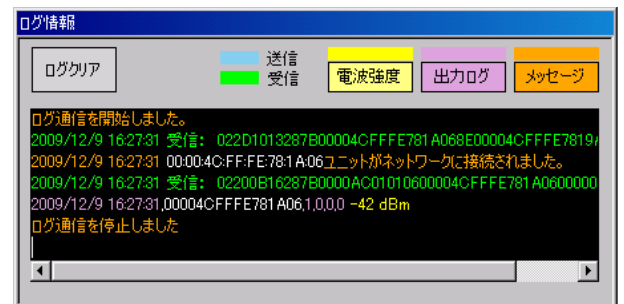 ログ情報
ログクリア
送信
受信
電波強度
出力ログ
メッセージ
ログ通信を開始しました。
2009/12/9 16:27:31 受信: 022D1013287B00004CFFFE781A068E00004CFFFE7819
2009/12/9 16:27:31 00:00:4C:FF:FE:78:1A:06ユニットがネットワークに接続されました。
2009/12/9 16:27:31 受信: 02200B16287B0000AC01010600004CFFFE781A0600000
2009/12/9 16:27:31,00004CFFFE781A06,1,0,0,0 -42 dBm
ログ通信を停止しました